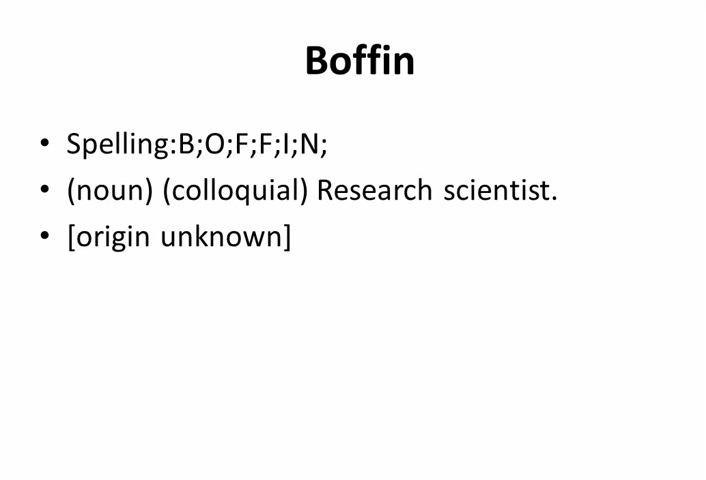 Boffin
• Spelling:B;O;F;F;I;N;
• (noun) (colloquial) Research scientist.
• [origin unknown]